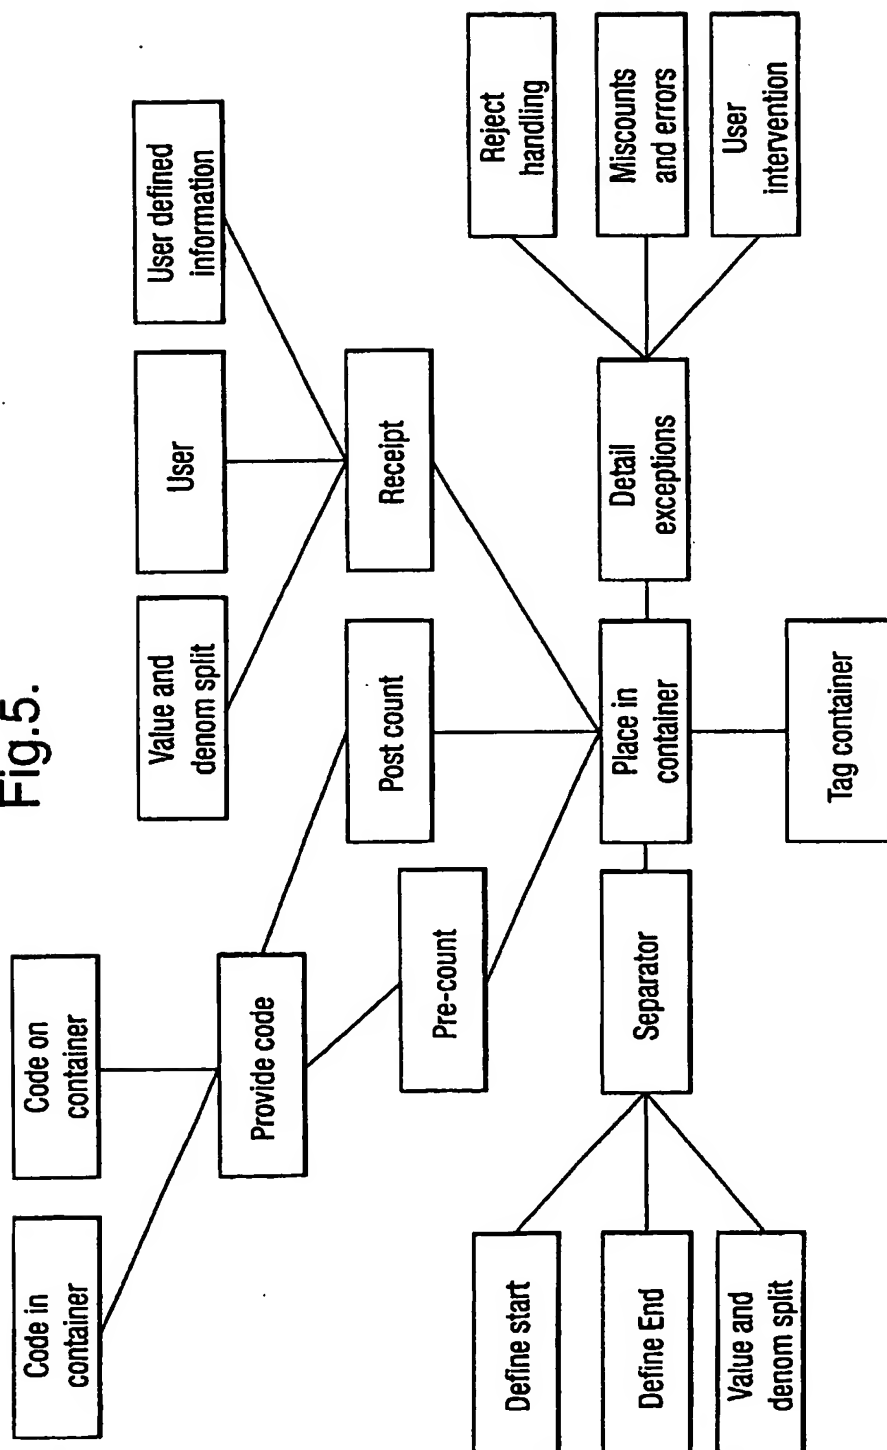 Fig.5.
Code in
container
Code on
container
Value and
denom split
User
User defined
information
Provide code
Pre-count
Post count
Receipt
Define start
Define End
Value and
denom split
Separator
Place in
container
Detail
exceptions
Reject
handling
Miscounts
and errors
User
intervention
Tag container